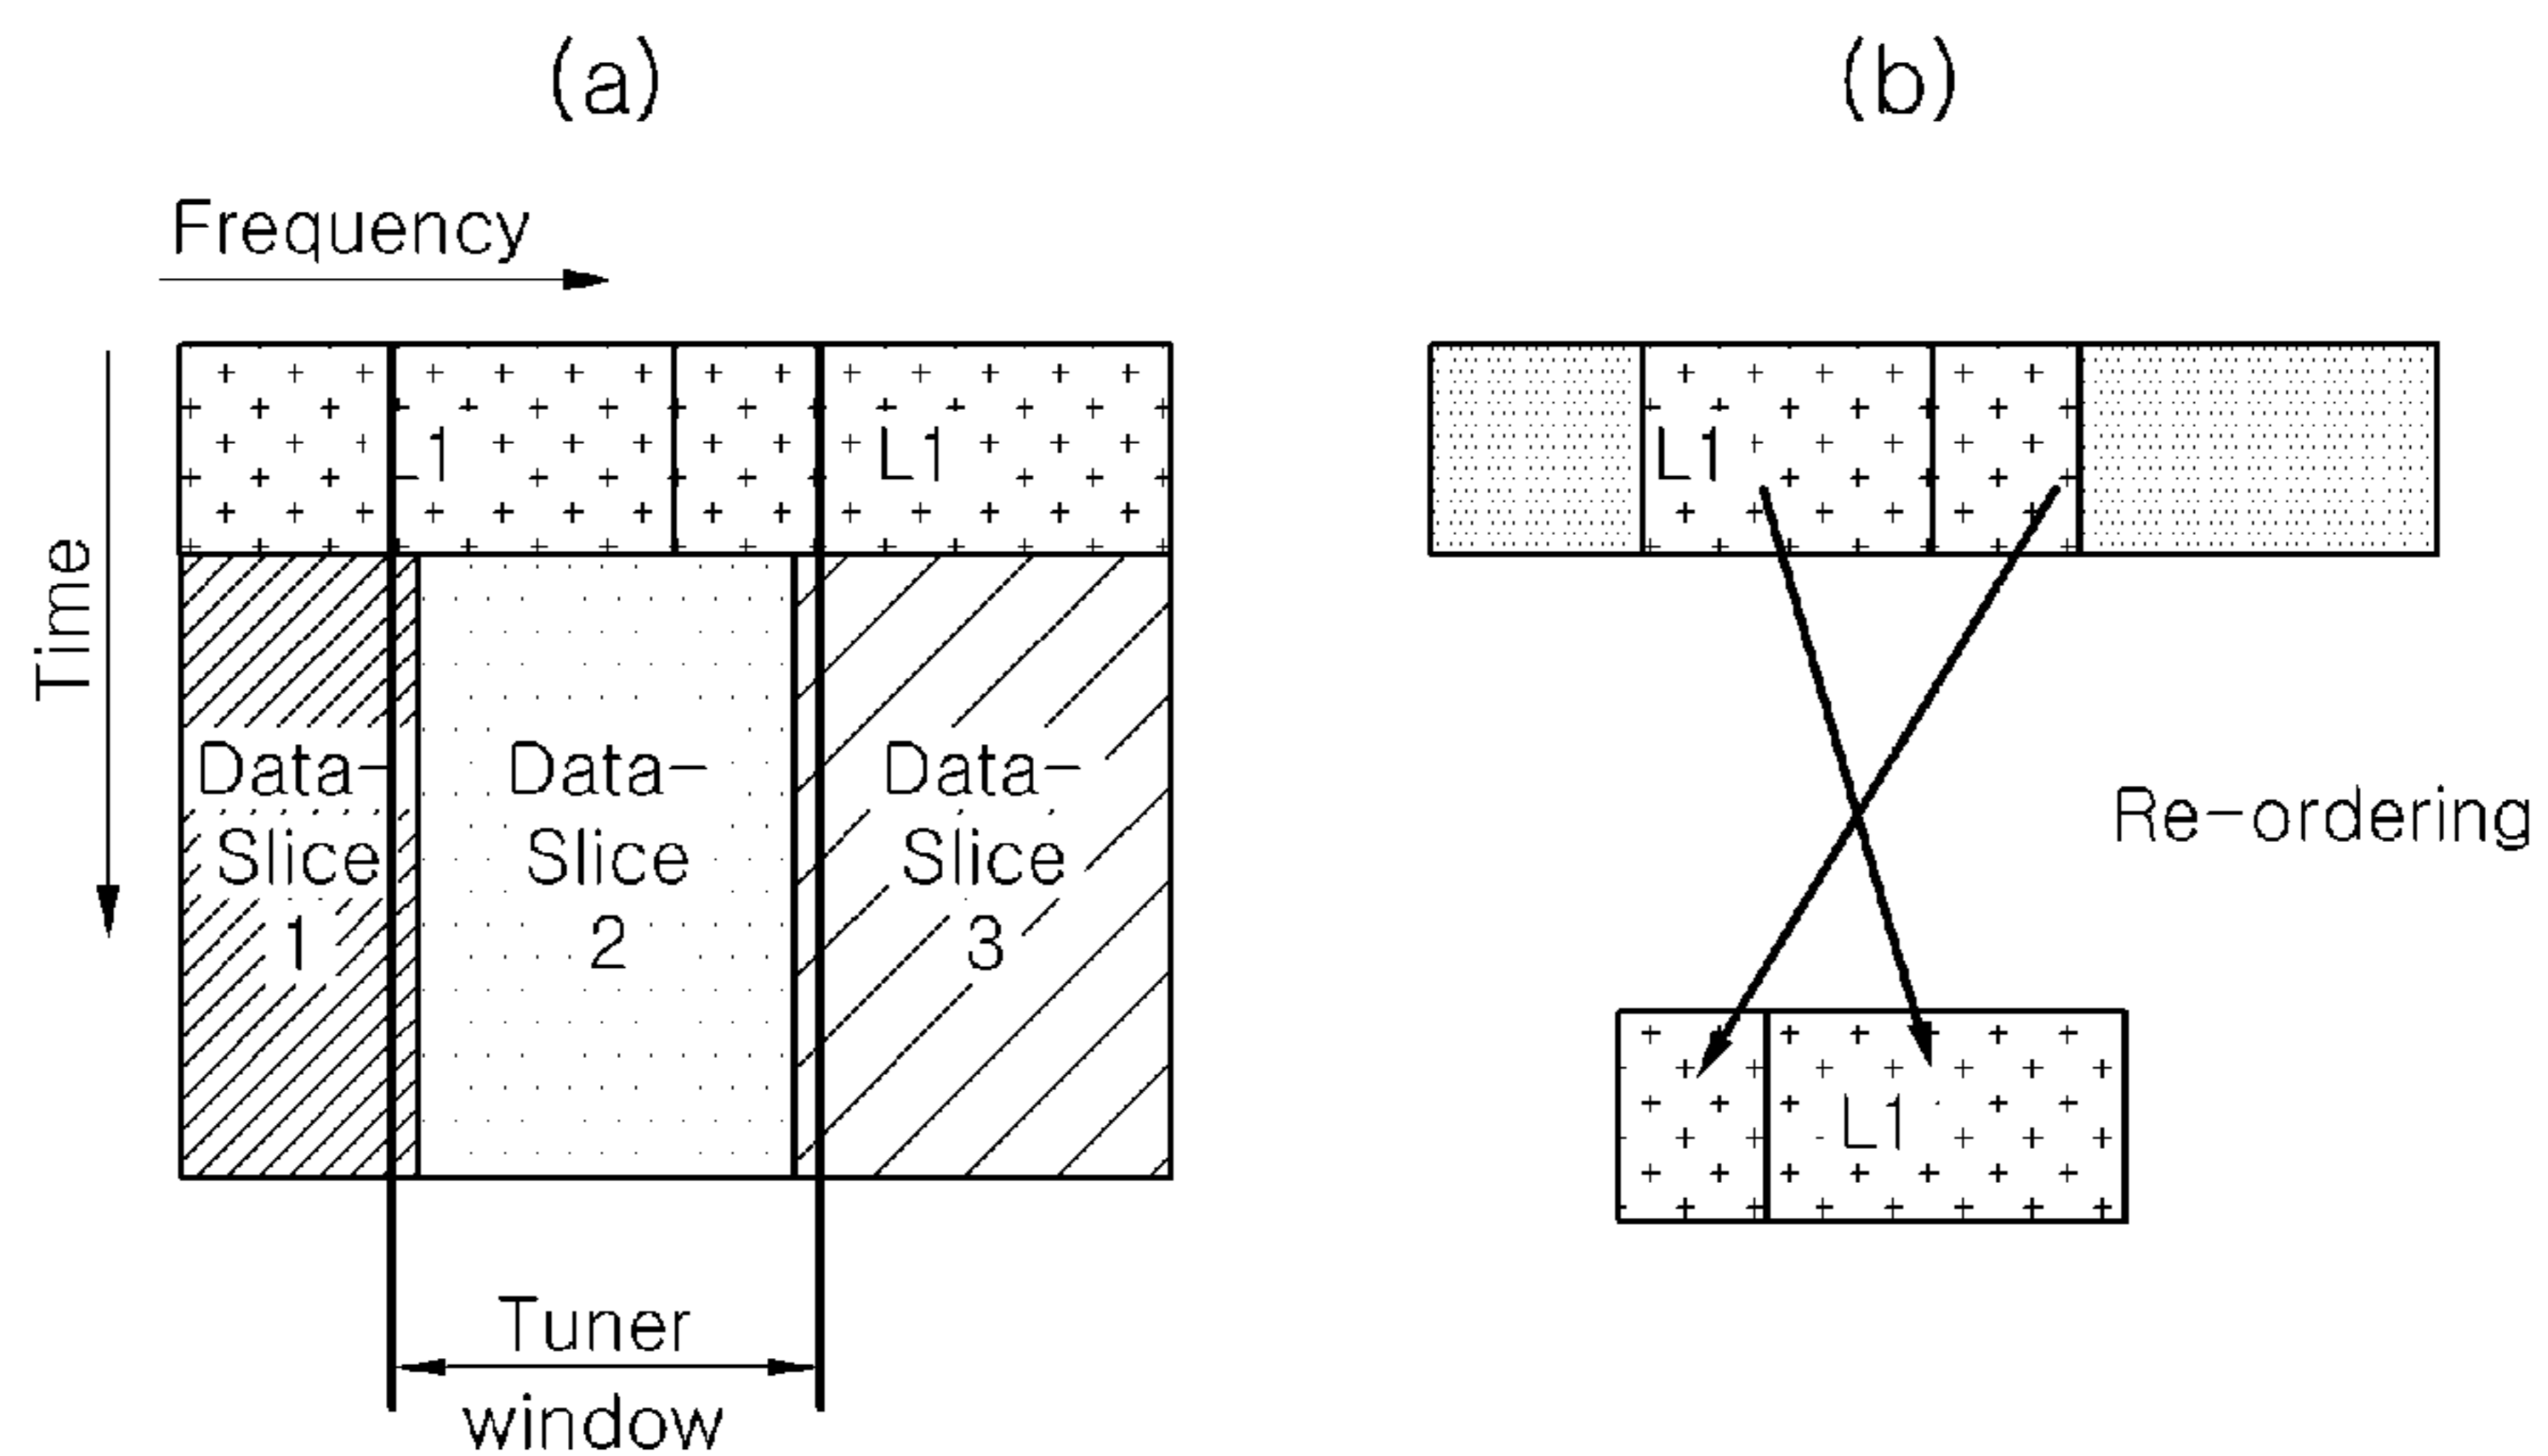 (a)
(b)
Frequency
Time
L1
L1
Data-
Slice
1
Data-
Slice
2
Data-
Slice
3
Tuner
window
L1
Re-ordering
L1